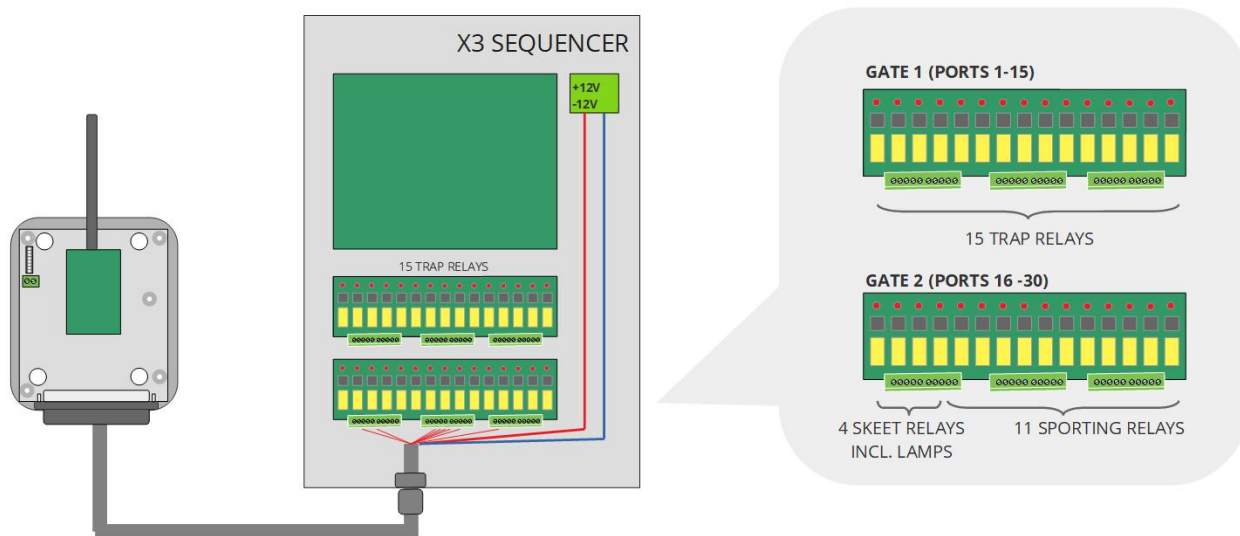 X3 SEQUENCER
+12V
-12V
15 TRAP RELAYS
GATE 1 (PORTS 1-15)
15 TRAP RELAYS
GATE 2 (PORTS 16 -30)
4 SKEET RELAYS
INCL. LAMPS
11 SPORTING RELAYS